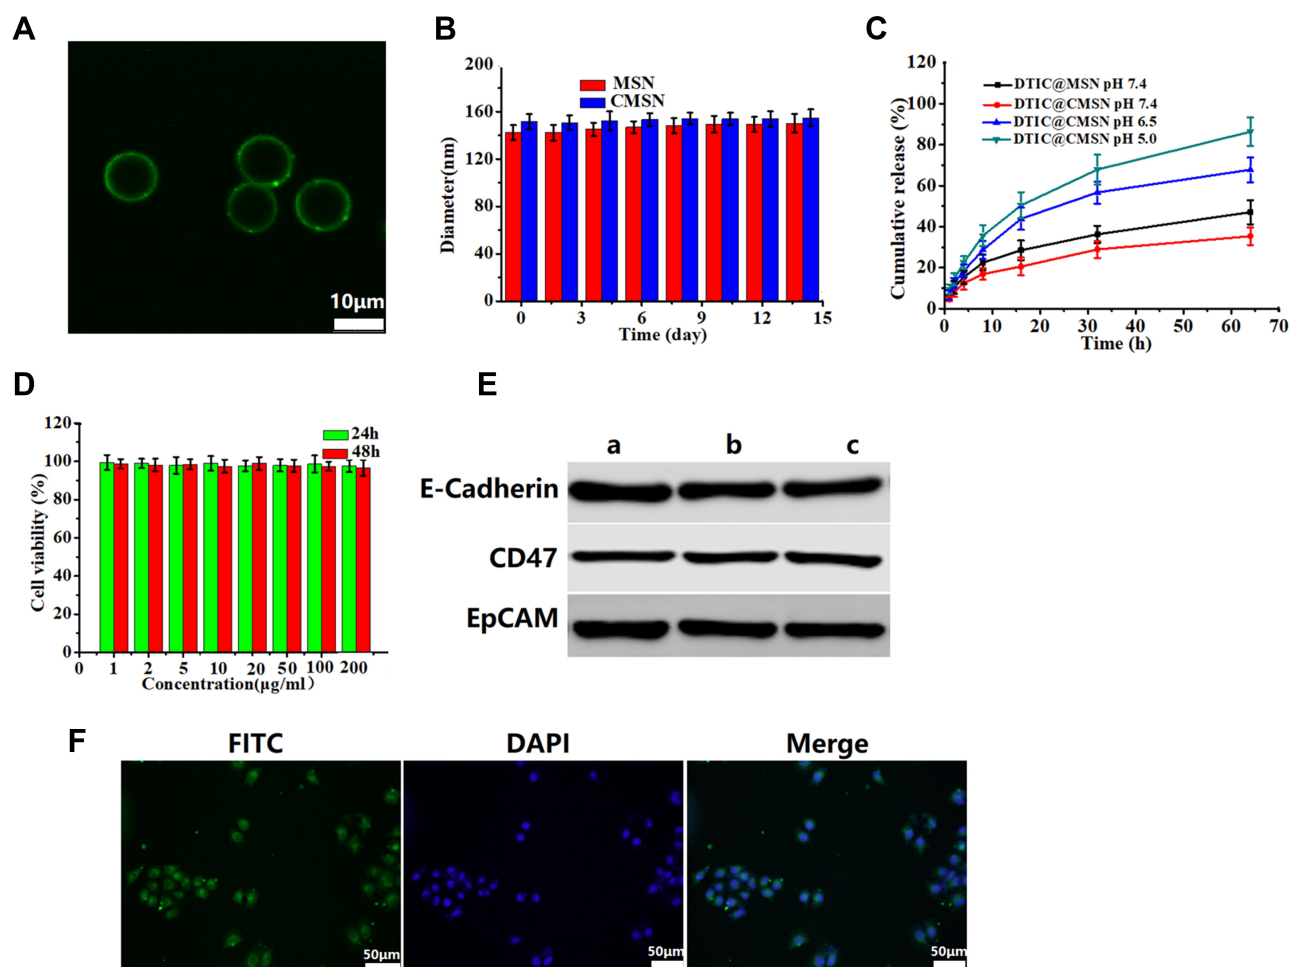 A
10μm
B
200
160
120
80
40
0
Diameter(nm)
MSN
CMSN
0 3 6 9 12 15
Time (day)
C
120
100
80
60
40
20
0
Cumulative release (%)
DTIC@MSN pH 7.4
DTIC@CMSN pH 7.4
DTIC@CMSN pH 6.5
DTIC@CMSN pH 5.0
0 10 20 30 40 50 60 70
Time (h)
D
120
100
80
60
40
20
0
Cell viability (%)
24h
48h
0 1 2 5 10 20 50 100 200
Concentration(μg/ml)
E
a b c
E-Cadherin
CD47
EpCAM
F
FITC DAPI Merge
50μm 50μm 50μm